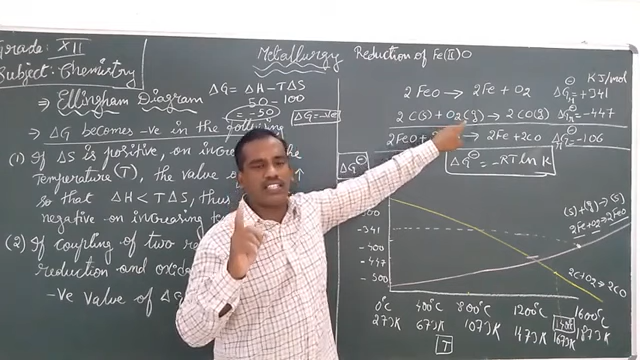 Grade: XII
Subject: Chemistry
Metallurgy
Reduction of Fe(II)O
⇒ Ellingham Diagram
ΔG = ΔH - TΔS
50 - 100
= -50
ΔG = -ve
⇒ ΔG becomes -ve in the following
(1) If ΔS is positive, on increasing
Temp (T), the value of
so that ΔH < TΔS,
negative on increasing te
(2) If coupling of two re
reduction and oxida
-ve value of ΔG
KJ/mol
2 FeO → 2Fe + O2 ΔG⊖ = +341
2 C(s) + O2(g) → 2 CO(g) ΔG⊖ = -447
2FeO + → 2Fe + 2CO ΔG⊖ = -106
ΔG⊖ = -RT ln K
ΔG⊖
-341
-400
-447
-500
(s) + (g) → (s)
2Fe + O2 → 2FeO
2C + O2 → 2CO
0°C 400°C 800°C 1200°C 1600°C
273K 673K 1073K 1473K 1673K 1873K
T